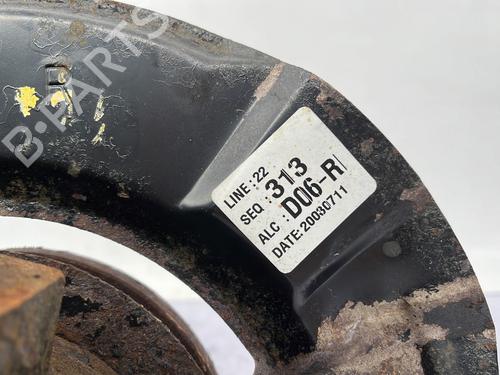 B-PARTS
LINE :22
SEQ :313
ALC :D06-R/
DATE:20030711